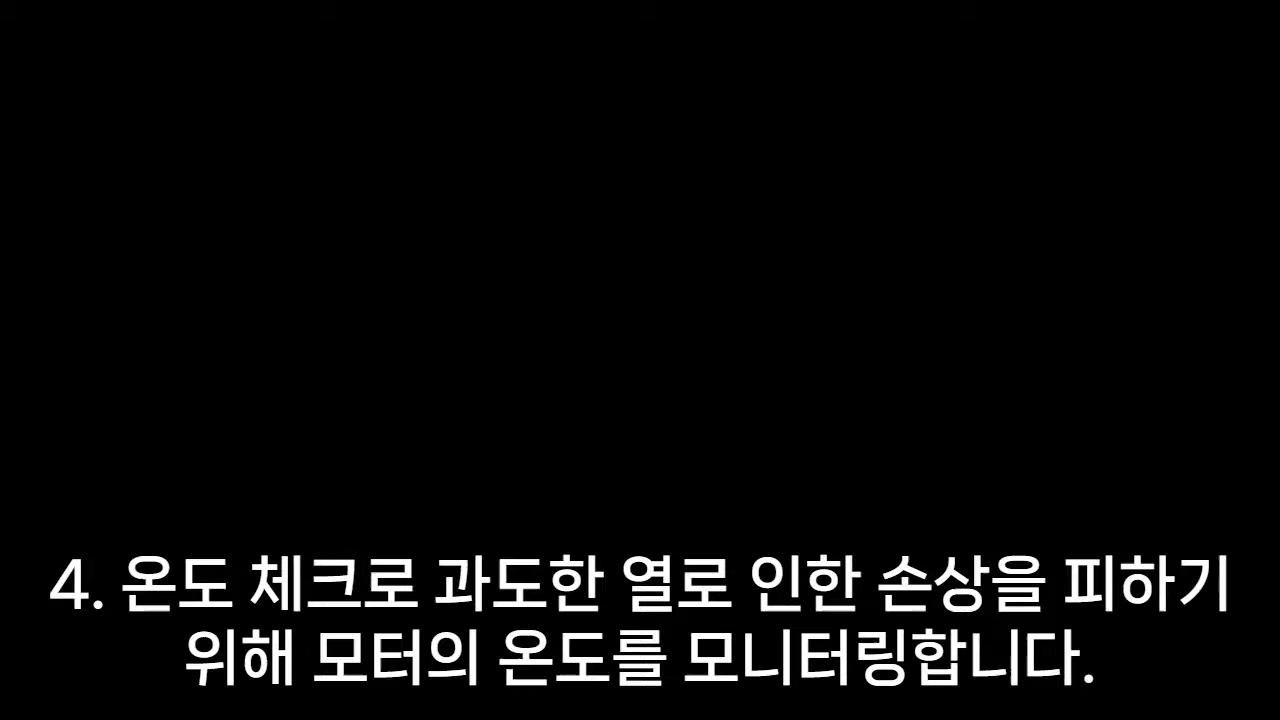 4. 온도 체크로 과도한 열로 인한 손상을 피하기
위해 모터의 온도를 모니터링합니다.